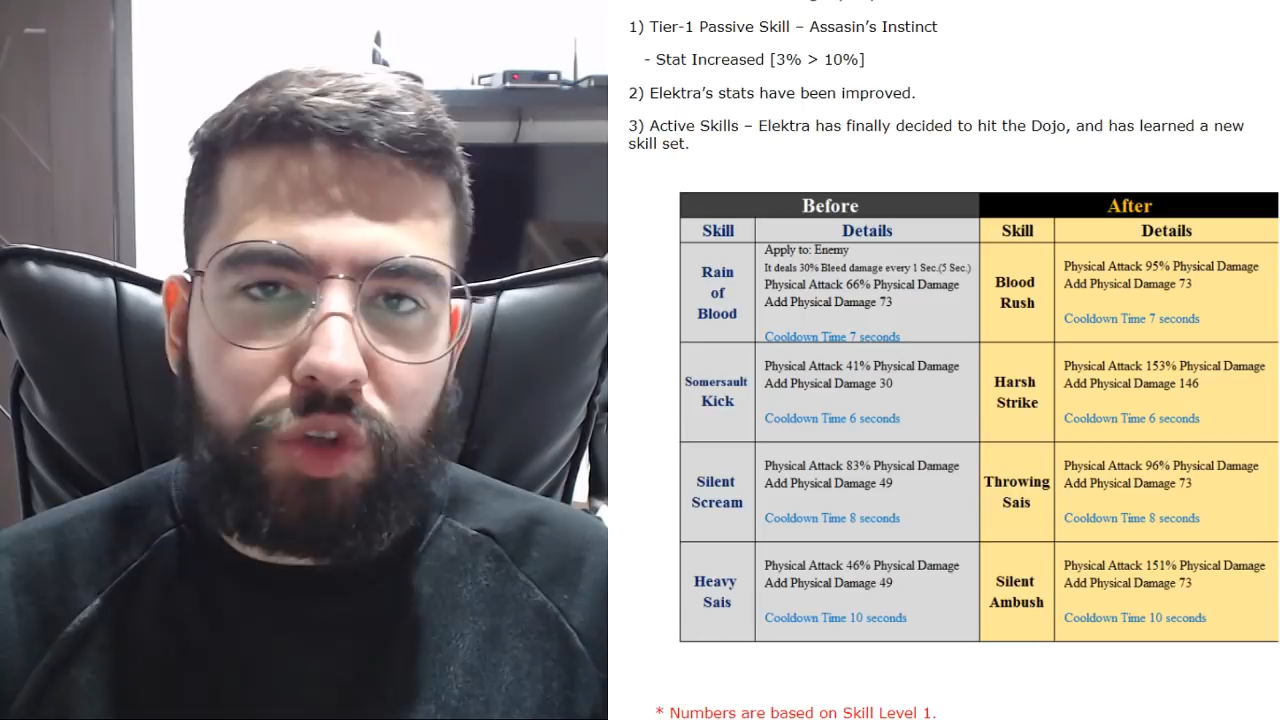 1) Tier-1 Passive Skill – Assasin's Instinct
- Stat Increased [3% > 10%]
2) Elektra's stats have been improved.
3) Active Skills – Elektra has finally decided to hit the Dojo, and has learned a new
skill set.
Before
After
Skill
Details
Skill
Details
Rain
of
Blood
Apply to: Enemy
It deals 30% Bleed damage every 1 Sec.(5 Sec.)
Physical Attack 66% Physical Damage
Add Physical Damage 73
Cooldown Time 7 seconds
Blood
Rush
Physical Attack 95% Physical Damage
Add Physical Damage 73
Cooldown Time 7 seconds
Somersault
Kick
Physical Attack 41% Physical Damage
Add Physical Damage 30
Cooldown Time 6 seconds
Harsh
Strike
Physical Attack 153% Physical Damage
Add Physical Damage 146
Cooldown Time 6 seconds
Silent
Scream
Physical Attack 83% Physical Damage
Add Physical Damage 49
Cooldown Time 8 seconds
Throwing
Sais
Physical Attack 96% Physical Damage
Add Physical Damage 73
Cooldown Time 8 seconds
Heavy
Sais
Physical Attack 46% Physical Damage
Add Physical Damage 49
Cooldown Time 10 seconds
Silent
Ambush
Physical Attack 151% Physical Damage
Add Physical Damage 73
Cooldown Time 10 seconds
* Numbers are based on Skill Level 1.